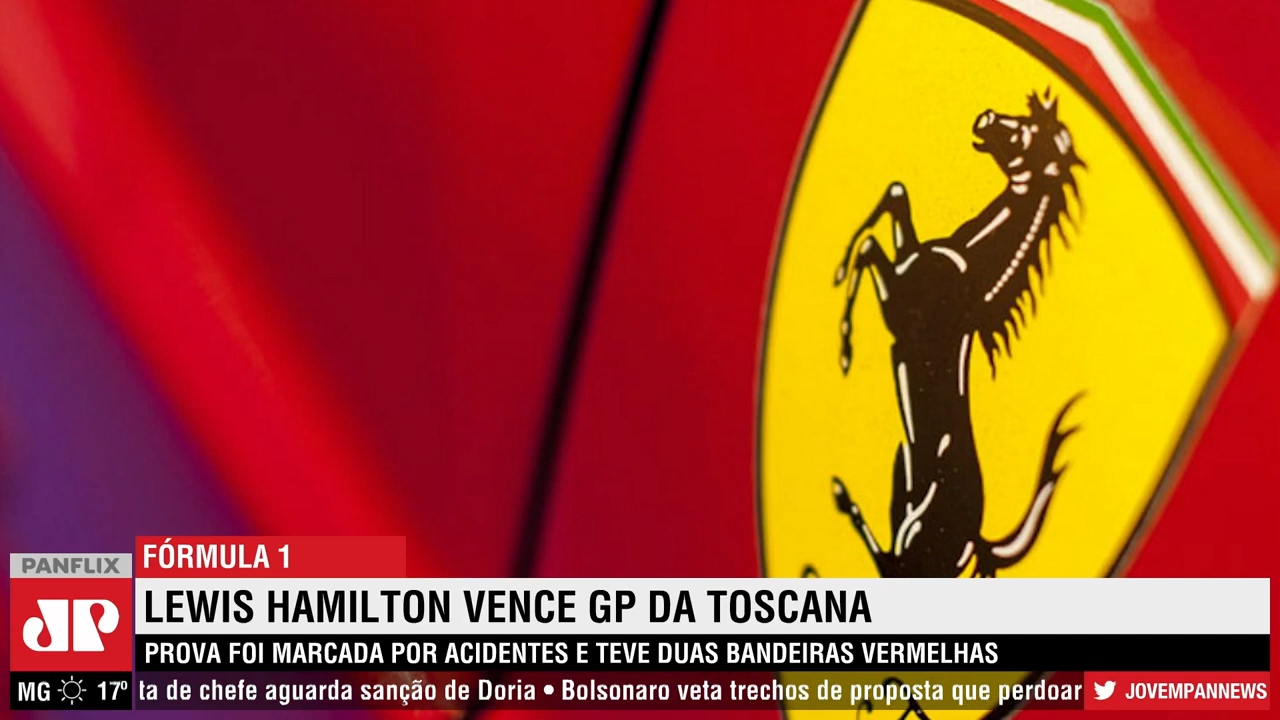 FÓRMULA 1
PANFLIX
LEWIS HAMILTON VENCE GP DA TOSCANA
JP
PROVA FOI MARCADA POR ACIDENTES E TEVE DUAS BANDEIRAS VERMELHAS
MG 17º ta de chefe aguarda sanção de Doria • Bolsonaro veta trechos de proposta que perdoar JOVEMPANNEWS